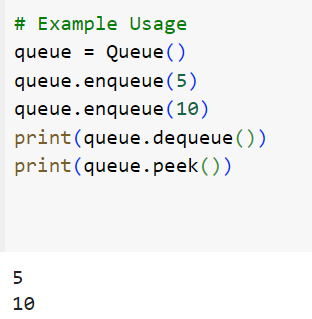 # Example Usage
queue = Queue()
queue.enqueue(5)
queue.enqueue(10)
print(queue.dequeue())
print(queue.peek())
5
10